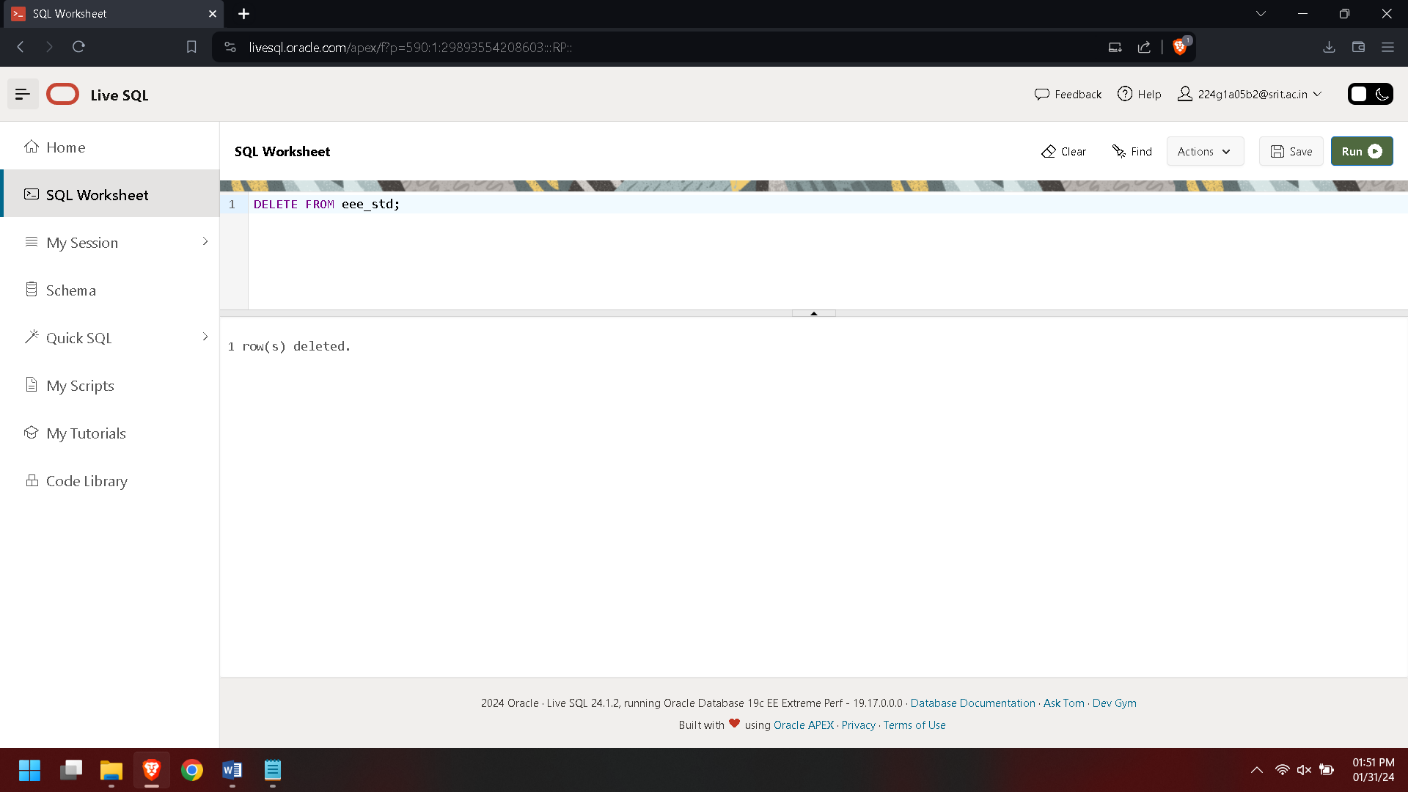 SQL Worksheet
livesql.oracle.com/apex/f?p=590:1:29893554208603:::RP::
1
Live SQL
Feedback
Help
224g1a05b2@srit.ac.in
Home
SQL Worksheet
My Session
Schema
Quick SQL
My Scripts
My Tutorials
Code Library
SQL Worksheet
Clear
Find
Actions
Save
Run
1 DELETE FROM eee_std;
1 row(s) deleted.
2024 Oracle · Live SQL 24.1.2, running Oracle Database 19c EE Extreme Perf - 19.17.0.0.0 · Database Documentation · Ask Tom · Dev Gym
Built with ❤ using Oracle APEX · Privacy · Terms of Use
01:51 PM
01/31/24